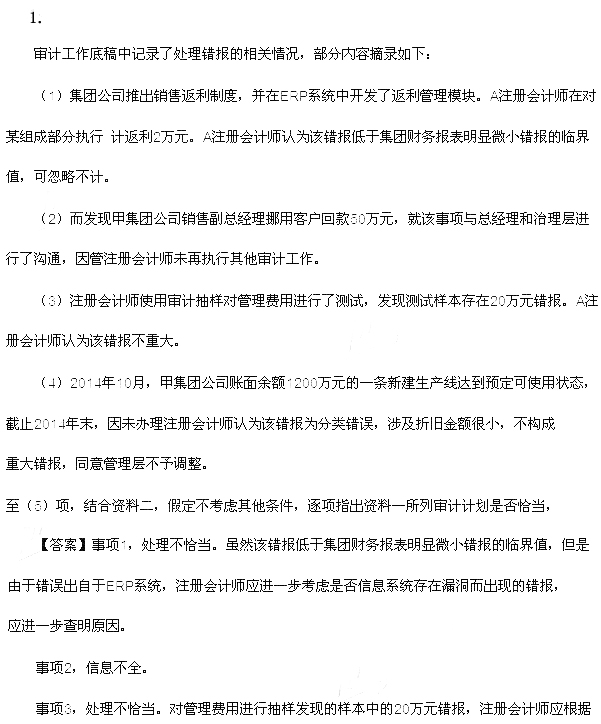 1.
审计工作底稿中记录了处理错报的相关情况，部分内容摘录如下：
（1）集团公司推出销售返利制度，并在ERP系统中开发了返利管理模块。A注册会计师在对
某组成部分执行 计返利2万元。A注册会计师认为该错报低于集团财务报表明显微小错报的临界
值，可忽略不计。
（2）而发现甲集团公司销售副总经理挪用客户回款50万元，就该事项与总经理和治理层进
行了沟通，因管注册会计师未再执行其他审计工作。
（3）注册会计师使用审计抽样对管理费用进行了测试，发现测试样本存在20万元错报。A注
册会计师认为该错报不重大。
（4）2014年10月，甲集团公司账面余额1200万元的一条新建生产线达到预定可使用状态，
截止2014年末，因未办理注册会计师认为该错报为分类错误，涉及折旧金额很小，不构成
重大错报，同意管理层不予调整。
至（5）项，结合资料二，假定不考虑其他条件，逐项指出资料一所列审计计划是否恰当，
【答案】事项1，处理不恰当。虽然该错报低于集团财务报表明显微小错报的临界值，但是
由于错误出自于ERP系统，注册会计师应进一步考虑是否信息系统存在漏洞而出现的错报，
应进一步查明原因。
事项2，信息不全。
事项3，处理不恰当。对管理费用进行抽样发现的样本中的20万元错报，注册会计师应根据